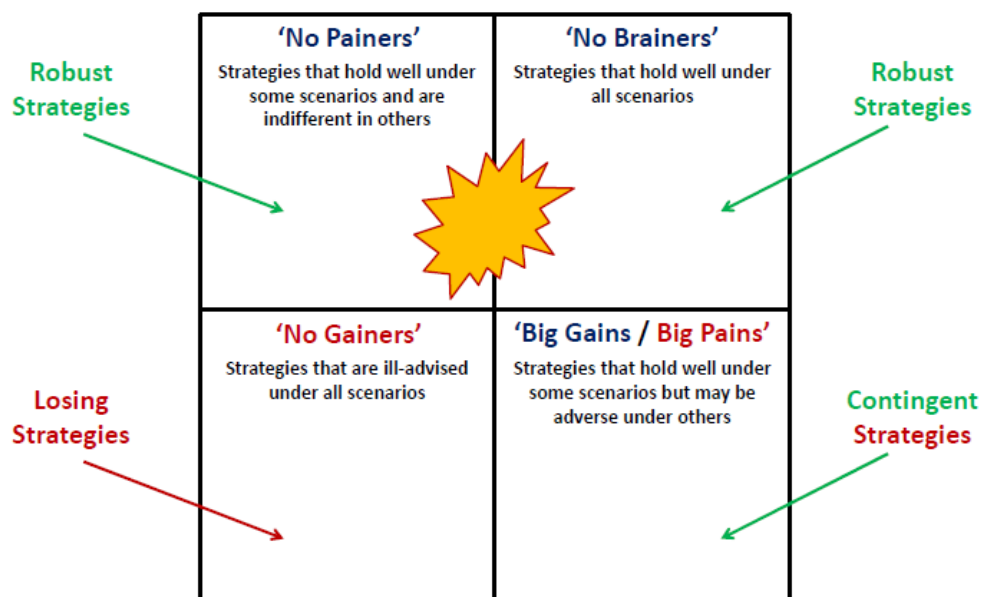 'No Painers'
Strategies that hold well under
some scenarios and are
indifferent in others
'No Brainers'
Strategies that hold well under
all scenarios
Robust
Strategies
Robust
Strategies
'No Gainers'
Strategies that are ill-advised
under all scenarios
'Big Gains / Big Pains'
Strategies that hold well under
some scenarios but may be
adverse under others
Losing
Strategies
Contingent
Strategies